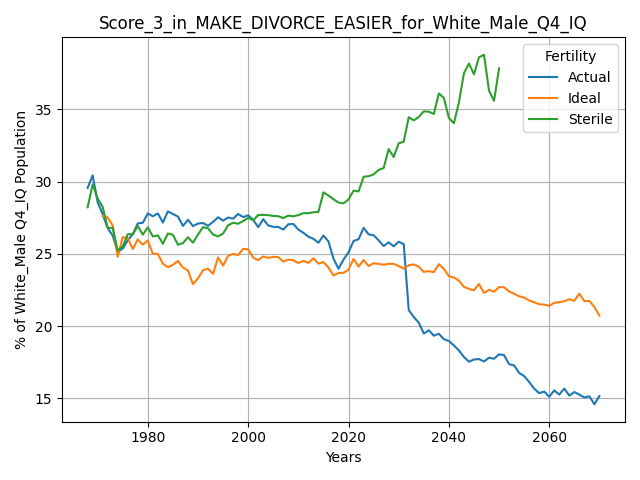 Score_3_in_MAKE_DIVORCE_EASIER_for_White_Male_Q4_IQ
Fertility
Actual
Ideal
Sterile
% of White_Male Q4_IQ Population
35
30
25
20
15
1980
2000
2020
2040
2060
Years